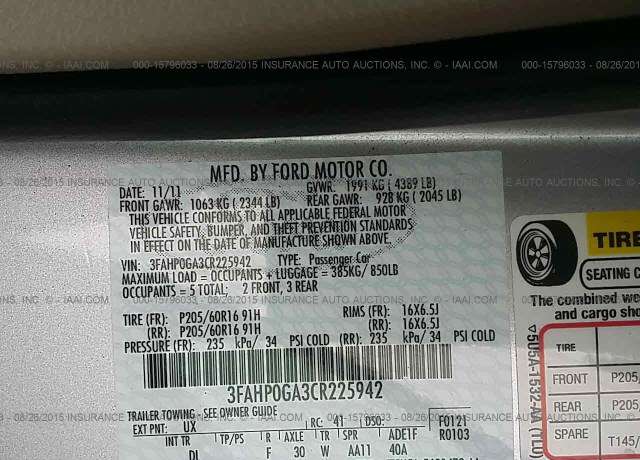 000-15796033 - 08/26/2015 INSURANCE AUTO AUCTIONS, INC. © - IAAI.COM
MFD. BY FORD MOTOR CO.
DATE: 11/11 GVWR: 1991 KG ( 4389 LB)
FRONT GAWR: 1063 KG ( 2344 LB) REAR GAWR: 928 KG ( 2045 LB)
THIS VEHICLE CONFORMS TO ALL APPLICABLE FEDERAL MOTOR
VEHICLE SAFETY, BUMPER, AND THEFT PREVENTION STANDARDS
IN EFFECT ON THE DATE OF MANUFACTURE SHOWN ABOVE.
VIN: 3FAHP0GA3CR225942 TYPE: Passenger Car
MAXIMUM LOAD = OCCUPANTS + LUGGAGE = 385KG/ 850LB
OCCUPANTS = 5 TOTAL; 2 FRONT, 3 REAR
TIRE (FR): P205/60R16 91H RIMS (FR): 16X6.5J
(RR): P205/60R16 91H (RR): 16X6.5J
PRESSURE (FR): 235 kPa/ 34 PSI COLD (RR): 235 kPa/ 34 PSI COLD
3FAHP0GA3CR225942
TRAILER TOWING - SEE OWNER GUIDE
EXT PNT: UX RC: 41 DSO: F0121
R0103
INT TR TP/PS R AXLE TR SPR ADE1F
DL F 30 W AA11 40A
▽5U5A-1532-AA (TLU)
TIRE
SEATING
The combined
and cargo
TIRE
FRONT P205/
REAR P205/
SPARE T145/